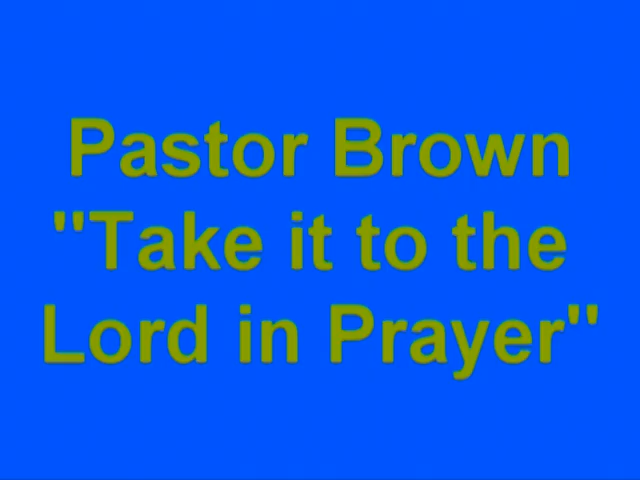 Pastor Brown
"Take it to the
Lord in Prayer"